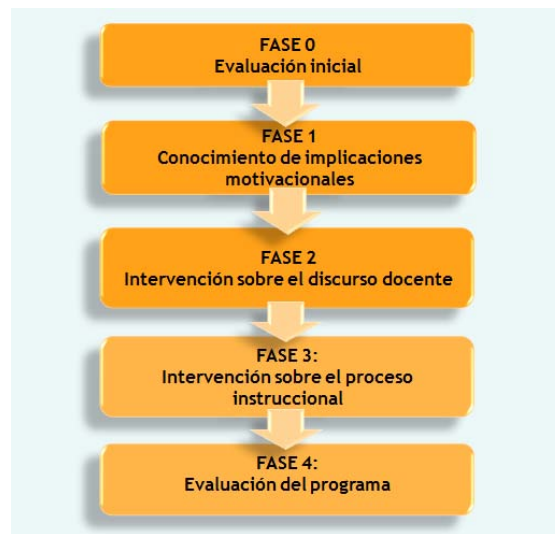 FASE 0
Evaluación inicial
FASE 1
Conocimiento de implicaciones
motivacionales
FASE 2
Intervención sobre el discurso docente
FASE 3:
Intervención sobre el proceso
instruccional
FASE 4:
Evaluación del programa